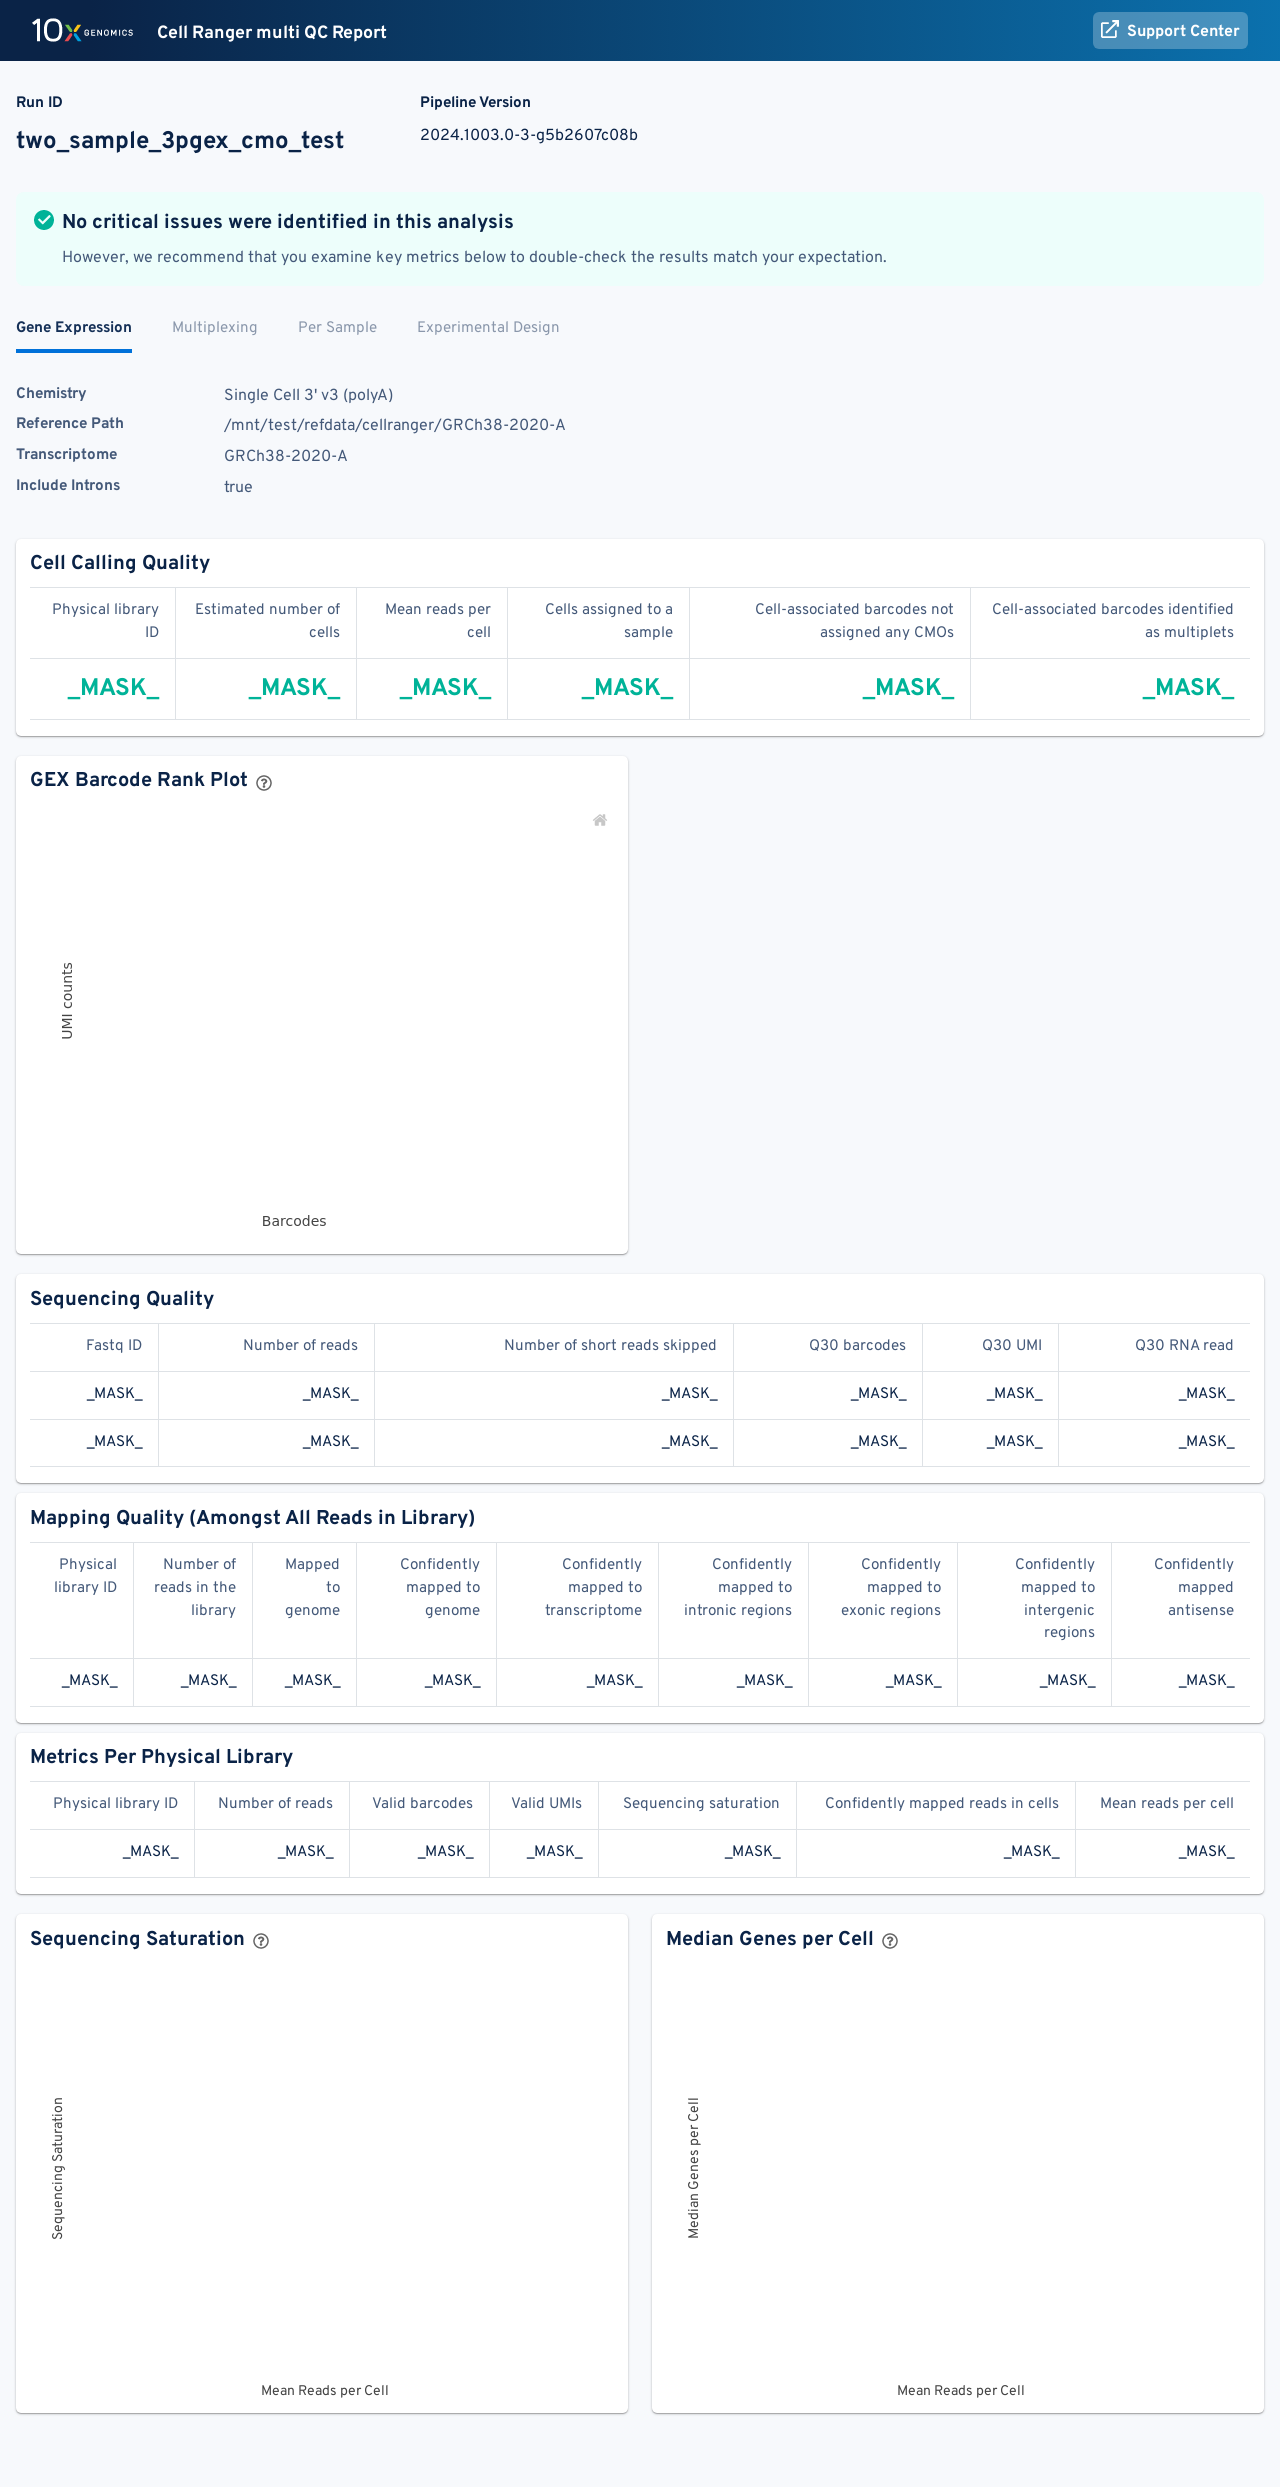 10x GENOMICS Cell Ranger multi QC Report Support Center
Run ID Pipeline Version
two_sample_3pgex_cmo_test 2024.1003.0-3-g5b2607c08b
No critical issues were identified in this analysis
However, we recommend that you examine key metrics below to double-check the results match your expectation.
Gene Expression Multiplexing Per Sample Experimental Design
Chemistry Single Cell 3' v3 (polyA)
Reference Path /mnt/test/refdata/cellranger/GRCh38-2020-A
Transcriptome GRCh38-2020-A
Include Introns true
Cell Calling Quality
Physical library Estimated number of Mean reads per Cells assigned to a Cell-associated barcodes not Cell-associated barcodes identified
ID cells cell sample assigned any CMOs as multiplets
_MASK_ _MASK_ _MASK_ _MASK_ _MASK_ _MASK_
GEX Barcode Rank Plot
UMI counts
Barcodes
Sequencing Quality
Fastq ID Number of reads Number of short reads skipped Q30 barcodes Q30 UMI Q30 RNA read
_MASK_ _MASK_ _MASK_ _MASK_ _MASK_ _MASK_
_MASK_ _MASK_ _MASK_ _MASK_ _MASK_ _MASK_
Mapping Quality (Amongst All Reads in Library)
Physical Number of Mapped Confidently Confidently Confidently Confidently Confidently Confidently
library ID reads in the to mapped to mapped to mapped to mapped to mapped to mapped
library genome genome transcriptome intronic regions exonic regions intergenic antisense
regions
_MASK_ _MASK_ _MASK_ _MASK_ _MASK_ _MASK_ _MASK_ _MASK_ _MASK_
Metrics Per Physical Library
Physical library ID Number of reads Valid barcodes Valid UMIs Sequencing saturation Confidently mapped reads in cells Mean reads per cell
_MASK_ _MASK_ _MASK_ _MASK_ _MASK_ _MASK_ _MASK_
Sequencing Saturation Median Genes per Cell
Sequencing Saturation Median Genes per Cell
Mean Reads per Cell Mean Reads per Cell